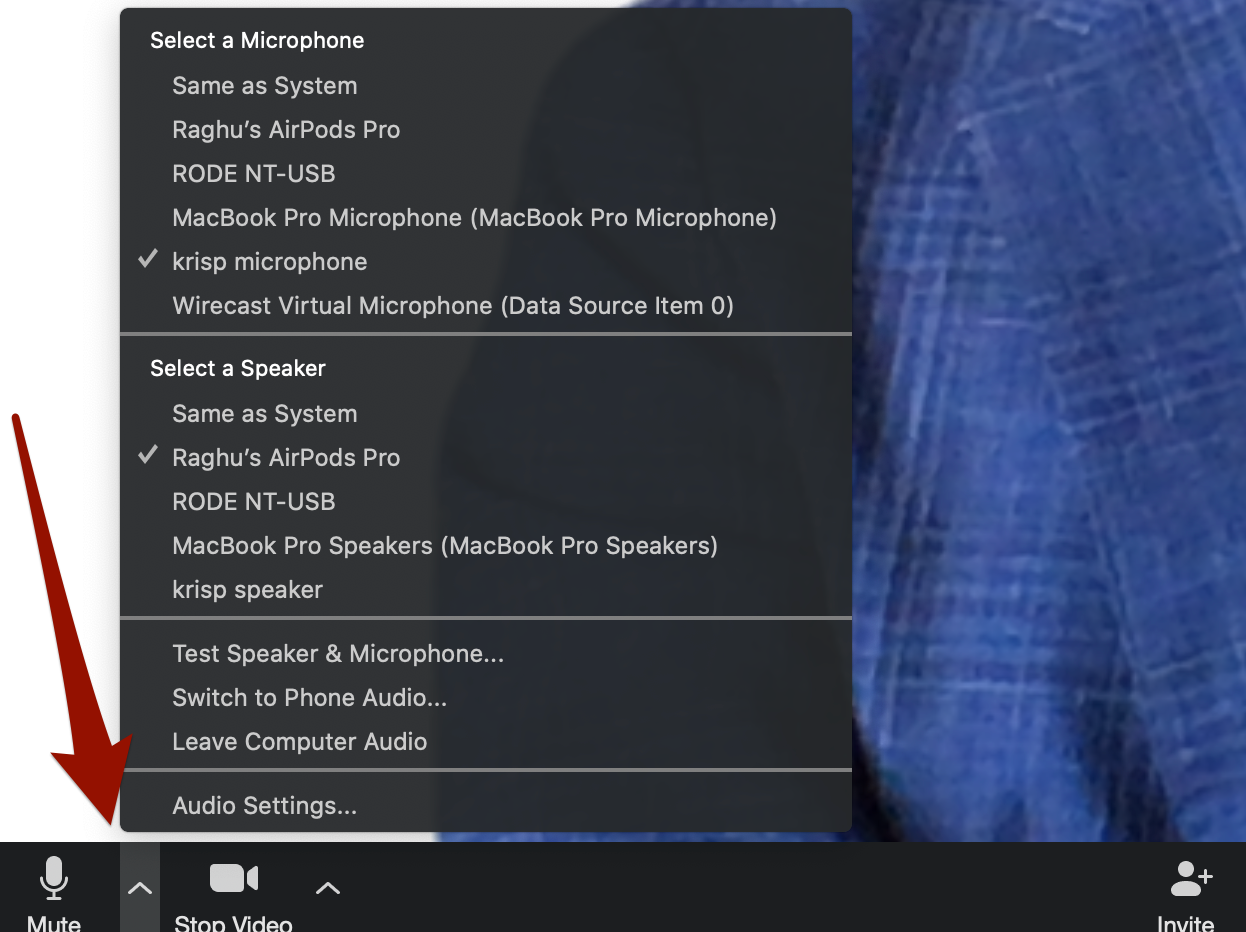 Select a Microphone
Same as System
Raghu’s AirPods Pro
RODE NT-USB
MacBook Pro Microphone (MacBook Pro Microphone)
krisp microphone
Wirecast Virtual Microphone (Data Source Item 0)
Select a Speaker
Same as System
Raghu’s AirPods Pro
RODE NT-USB
MacBook Pro Speakers (MacBook Pro Speakers)
krisp speaker
Test Speaker & Microphone...
Switch to Phone Audio...
Leave Computer Audio
Audio Settings...
Mute
Stop Video
Invite